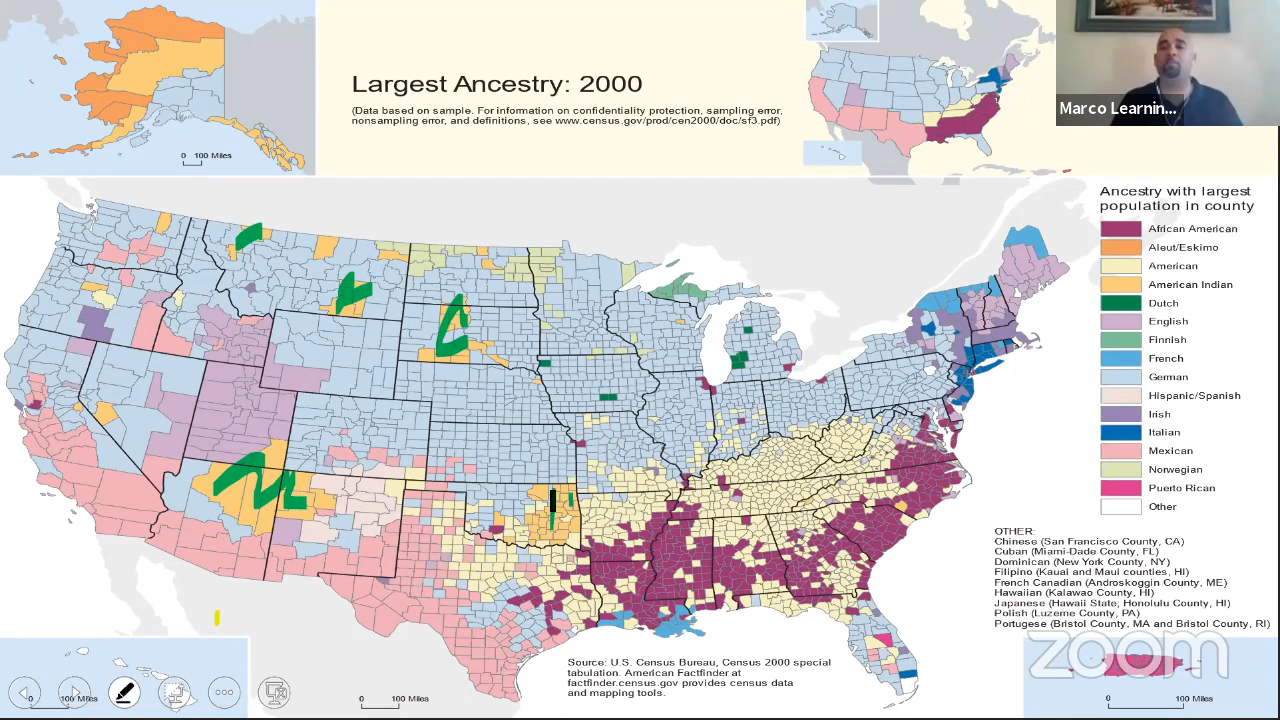 Largest Ancestry: 2000
(Data based on sample. For information on confidentiality protection, sampling error,
nonsampling error, and definitions, see www.census.gov/prod/cen2000/doc/sf3.pdf)
0 100 Miles
Marco Learnin...
Ancestry with largest
population in county
African American
Aleut/Eskimo
American
American Indian
Dutch
English
Finnish
French
German
Hispanic/Spanish
Irish
Italian
Mexican
Norwegian
Puerto Rican
Other
OTHER:
Chinese (San Francisco County, CA)
Cuban (Miami-Dade County, FL)
Dominican (New York County, NY)
Filipino (Kauai and Maui counties, HI)
French Canadian (Androskoggin County, ME)
Hawaiian (Kalawao County, HI)
Japanese (Hawaii State; Honolulu County, HI)
Polish (Luzerne County, PA)
Portugese (Bristol County, MA and Bristol County, RI)
Source: U.S. Census Bureau, Census 2000 special
tabulation. American Factfinder at
factfinder.census.gov provides census data
and mapping tools.
0 100 Miles
0 100 Miles
zoom
0 100 Miles